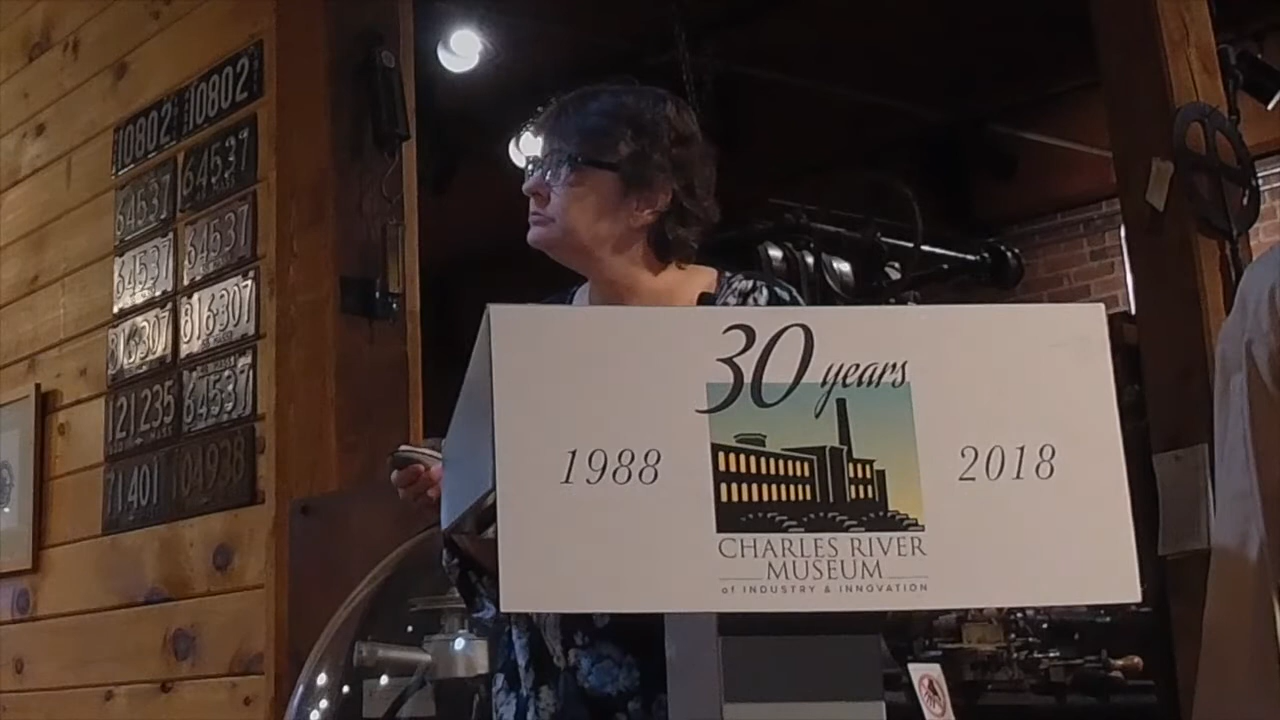 10802 10802
64537 64537
64537 64537
816307 816307
121235 64537
71401 04938
30 years
1988 2018
CHARLES RIVER
MUSEUM
of INDUSTRY & INNOVATION